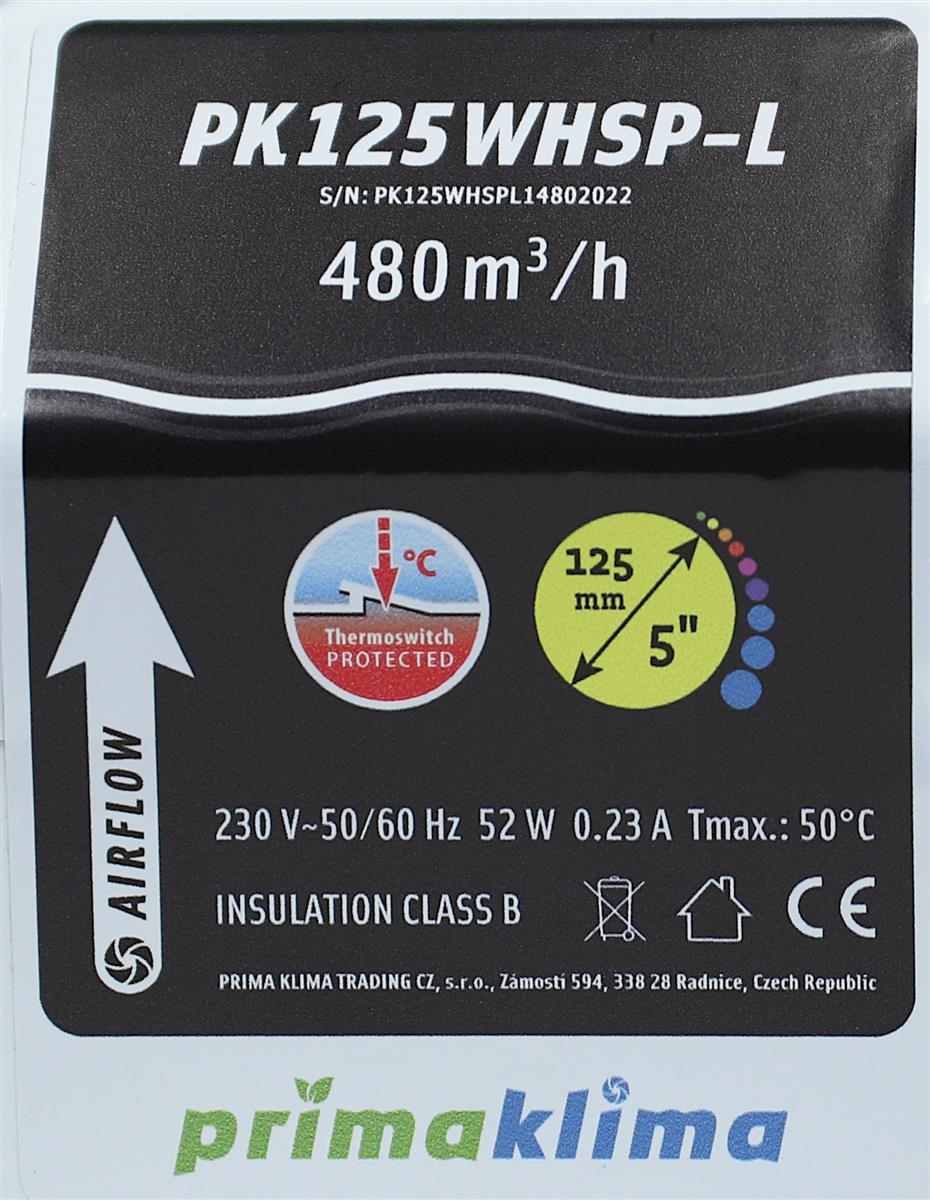 PK125WHSP-L
S/N: PK125WHSPL14802022
480 m³/h
°C
Thermoswitch
PROTECTED
125
mm
5"
AIRFLOW
230 V~50/60 Hz 52 W 0.23 A Tmax.: 50°C
INSULATION CLASS B
CE
PRIMA KLIMA TRADING CZ, s.r.o., Zámostí 594, 338 28 Radnice, Czech Republic
primaklima